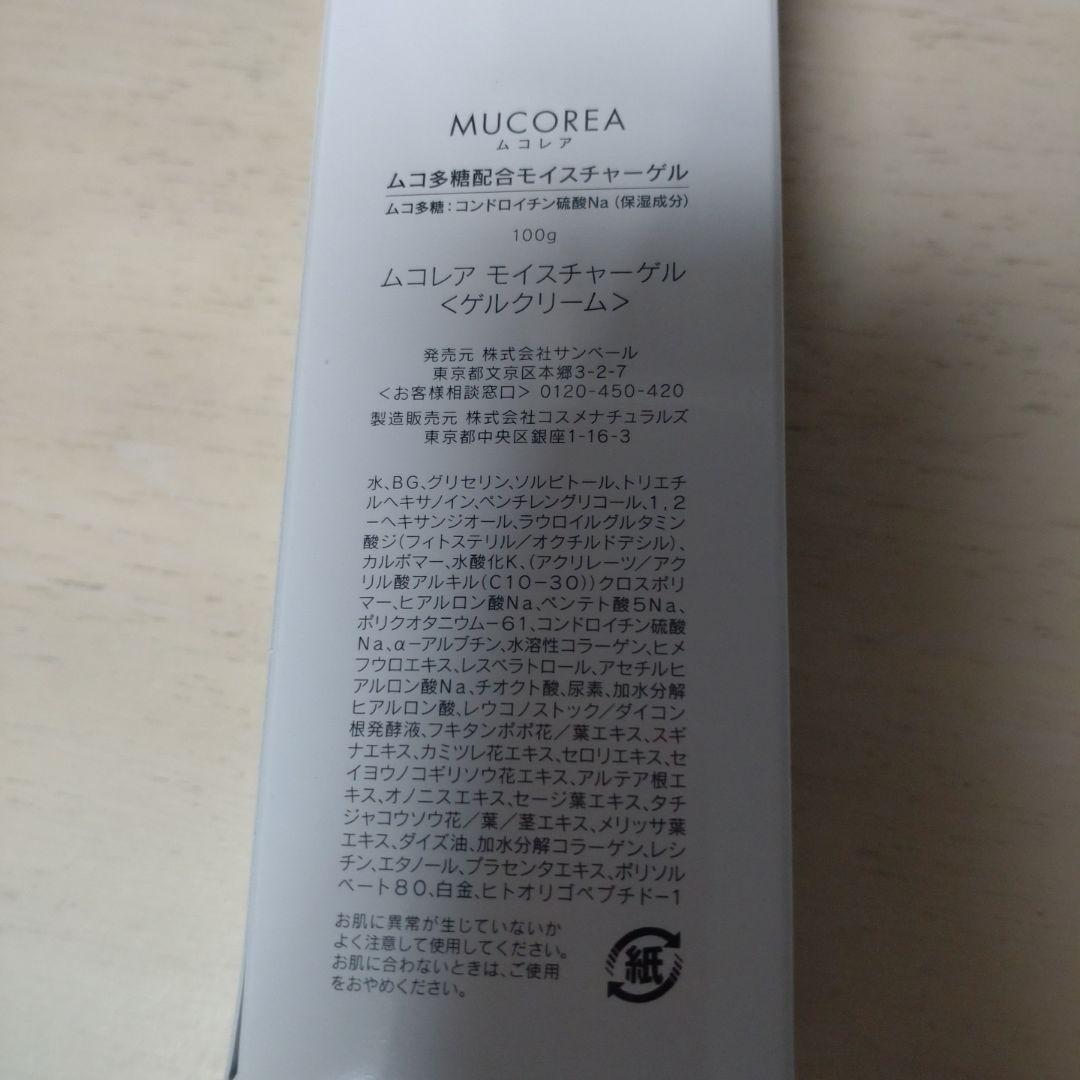 MUCOREA
ムコレア
ムコ多糖配合モイスチャーゲル
ムコ多糖:コンドロイチン硫酸Na(保湿成分)
100g
ムコレア モイスチャーゲル
<ゲルクリーム>
発売元 株式会社サンベール
東京都文京区本郷3-2-7
<お客様相談窓口> 0120-450-420
製造販売元 株式会社コスメナチュラルズ
東京都中央区銀座1-16-3
水、BG、グリセリン、ソルビトール、トリエチ
ルヘキサノイン、ペンチレングリコール、1,2
-ヘキサンジオール、ラウロイルグルタミン
酸ジ(フィトステリル/オクチルドデシル)、
カルボマー、水酸化K、(アクリレーツ/アク
リル酸アルキル(C10-30))クロスポリ
マー、ヒアルロン酸Na、ペンテト酸5Na、
ポリクオタニウム-61、コンドロイチン硫酸
Na、α-アルブチン、水溶性コラーゲン、ヒメ
フウロエキス、レスベラトロール、アセチルヒ
アルロン酸Na、チオクト酸、尿素、加水分解
ヒアルロン酸、レウコノストック/ダイコン
根発酵液、フキタンポポ花/葉エキス、スギ
ナエキス、カミツレ花エキス、セロリエキス、セ
イヨウノコギリソウ花エキス、アルテア根エ
キス、オノニスエキス、セージ葉エキス、タチ
ジャコウソウ花/葉/茎エキス、メリッサ葉
エキス、ダイズ油、加水分解コラーゲン、レシ
チン、エタノール、プラセンタエキス、ポリソル
ベート80、白金、ヒトオリゴペプチド-1
お肌に異常が生じていないか
よく注意して使用してください。
お肌に合わないときは、ご使用
をおやめください。
紙